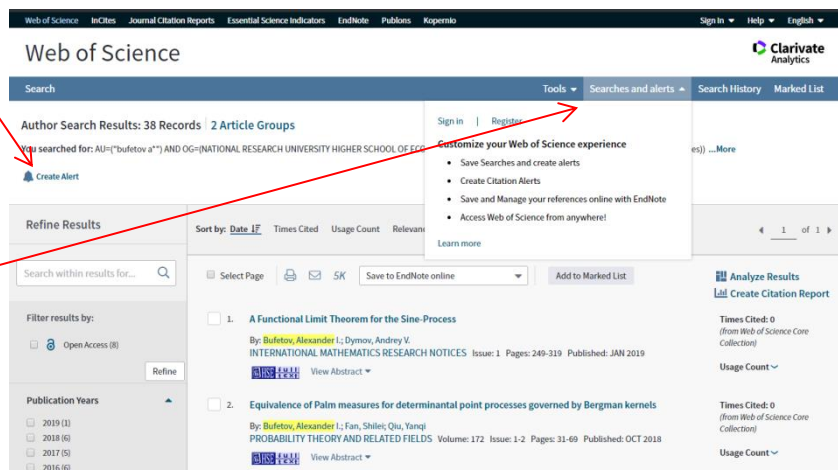 Web of Science InCites Journal Citation Reports Essential Science Indicators EndNote Publons Kopernio Sign In Help English
Web of Science
Clarivate
Analytics
Search Tools Searches and alerts Search History Marked List
Author Search Results: 38 Records 2 Article Groups
You searched for: AU=("bufetov a*") AND OG=(NATIONAL RESEARCH UNIVERSITY HIGHER SCHOOL OF es)) ...More
Create Alert
Sign in | Register
Customize your Web of Science experience
• Save Searches and create alerts
• Create Citation Alerts
• Save and Manage your references online with EndNote
• Access Web of Science from anywhere!
Learn more
Refine Results
Sort by: Date Times Cited Usage Count
1 of 1
Search within results for...
Select Page 5K Save to EndNote online Add to Marked List
Analyze Results
Create Citation Report
Filter results by:
Open Access (8)
Refine
Publication Years
2019 (1)
2018 (6)
2017 (5)
2016 (6)
1. A Functional Limit Theorem for the Sine-Process
By: Bufetov, Alexander I.; Dymov, Andrey V.
INTERNATIONAL MATHEMATICS RESEARCH NOTICES Issue: 1 Pages: 249-319 Published: JAN 2019
View Abstract
Times Cited: 0
(from Web of Science Core
Collection)
Usage Count
2. Equivalence of Palm measures for determinantal point processes governed by Bergman kernels
By: Bufetov, Alexander I.; Fan, Shilei; Qiu, Yanqi
PROBABILITY THEORY AND RELATED FIELDS Volume: 172 Issue: 1-2 Pages: 31-69 Published: OCT 2018
View Abstract
Times Cited: 0
(from Web of Science Core
Collection)
Usage Count